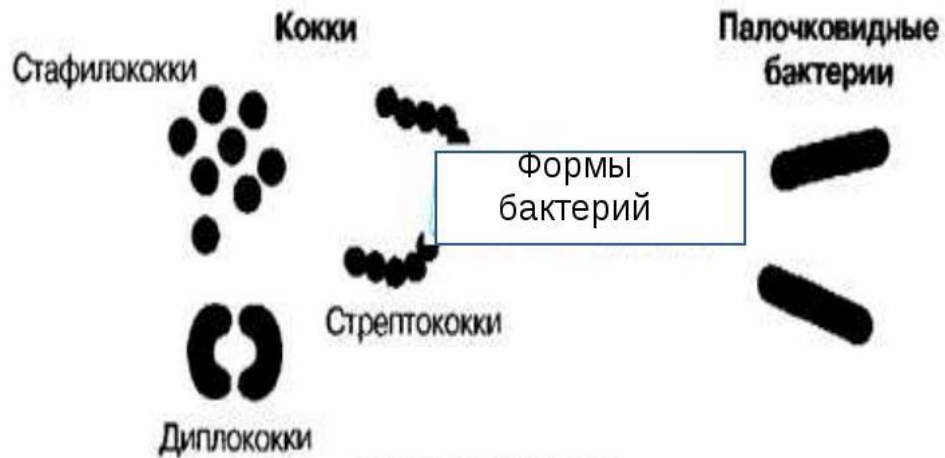 Кокки
Палочковидные
бактерии
Стафилококки
Формы
бактерий
Стрептококки
Диплококки